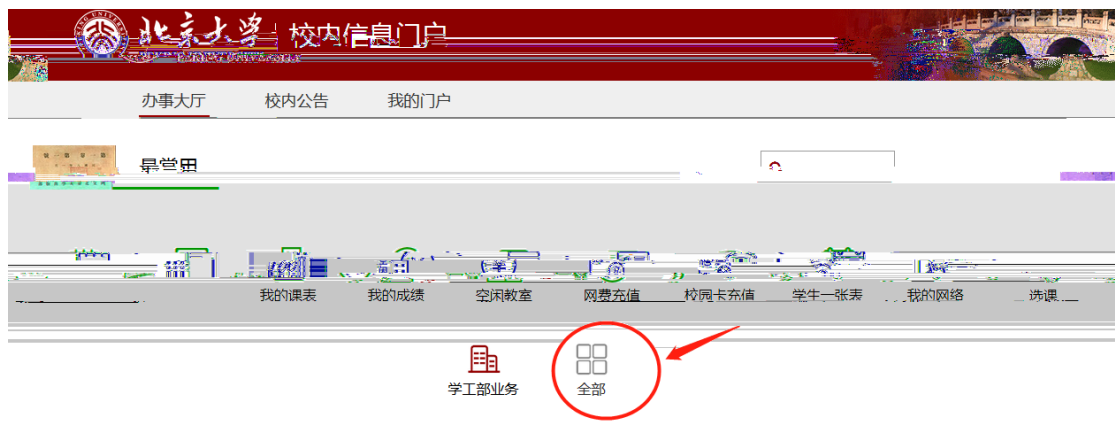 北京大学 校内信息门户
办事大厅 校内公告 我的门户
最常用
我的课表 我的成绩 空闲教室 网费充值 校园卡充值 学生一张表 我的网络 选课
学工部业务 全部